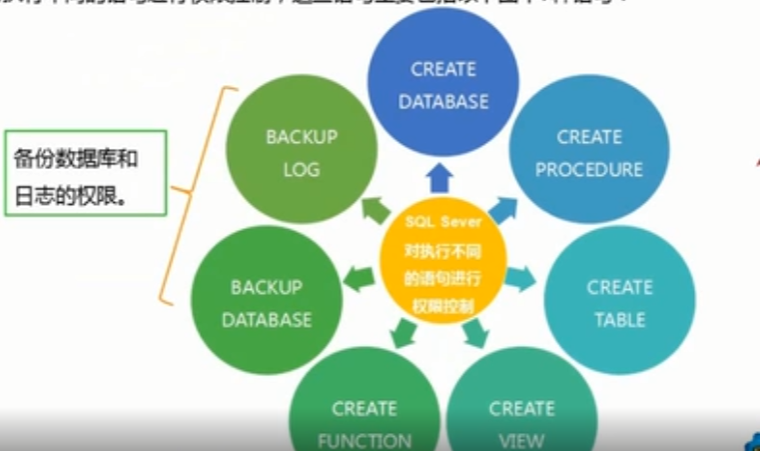 CREATE
DATABASE
CREATE
PROCEDURE
CREATE
TABLE
CREATE
VIEW
CREATE
FUNCTION
BACKUP
DATABASE
BACKUP
LOG
SQL Sever
对执行不同
的语句进行
权限控制
备份数据库和
日志的权限。